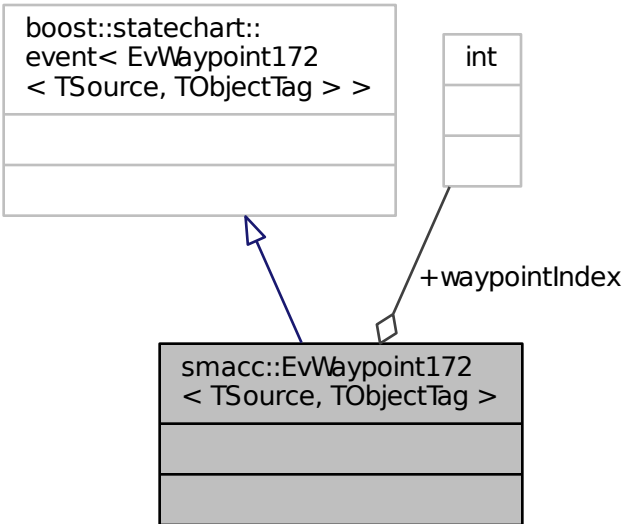 boost::statechart::
event< EvWaypoint172
< TSource, TObjectTag > >
int
+waypointIndex
smacc::EvWaypoint172
< TSource, TObjectTag >